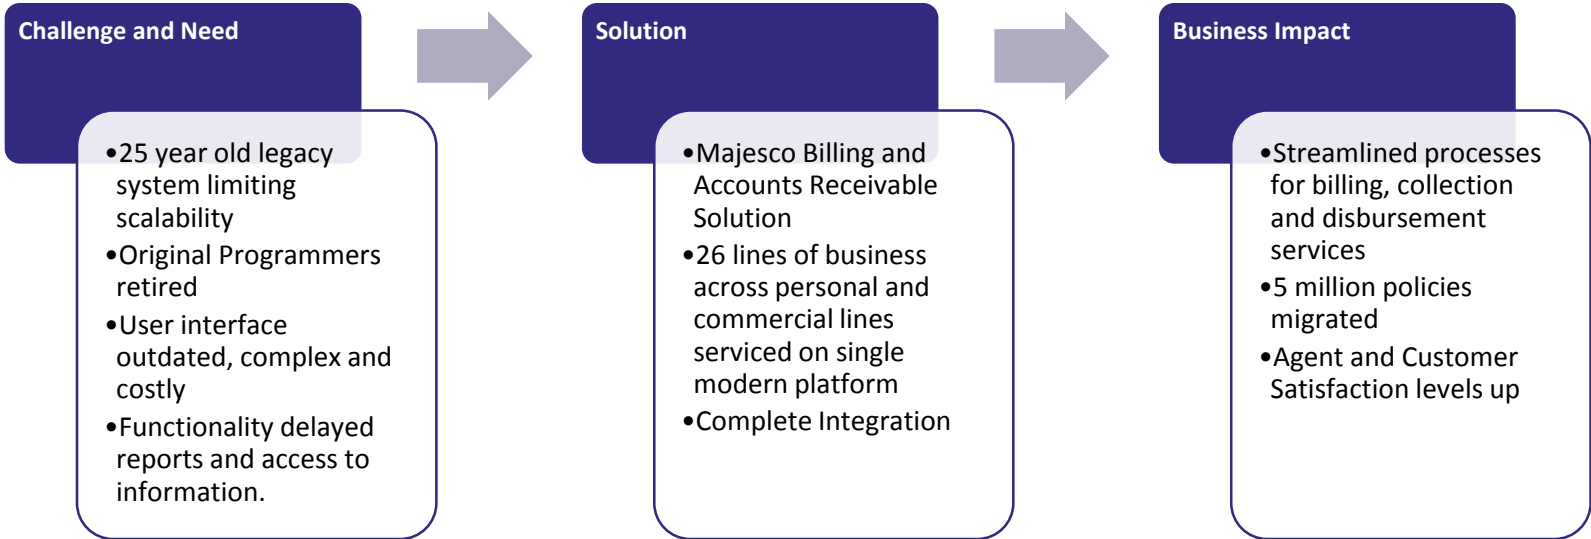 Challenge and Need
•25 year old legacy
system limiting
scalability
•Original Programmers
retired
•User interface
outdated, complex and
costly
•Functionality delayed
reports and access to
information.
Solution
•Majesco Billing and
Accounts Receivable
Solution
•26 lines of business
across personal and
commercial lines
serviced on single
modern platform
•Complete Integration
Business Impact
•Streamlined processes
for billing, collection
and disbursement
services
•5 million policies
migrated
•Agent and Customer
Satisfaction levels up